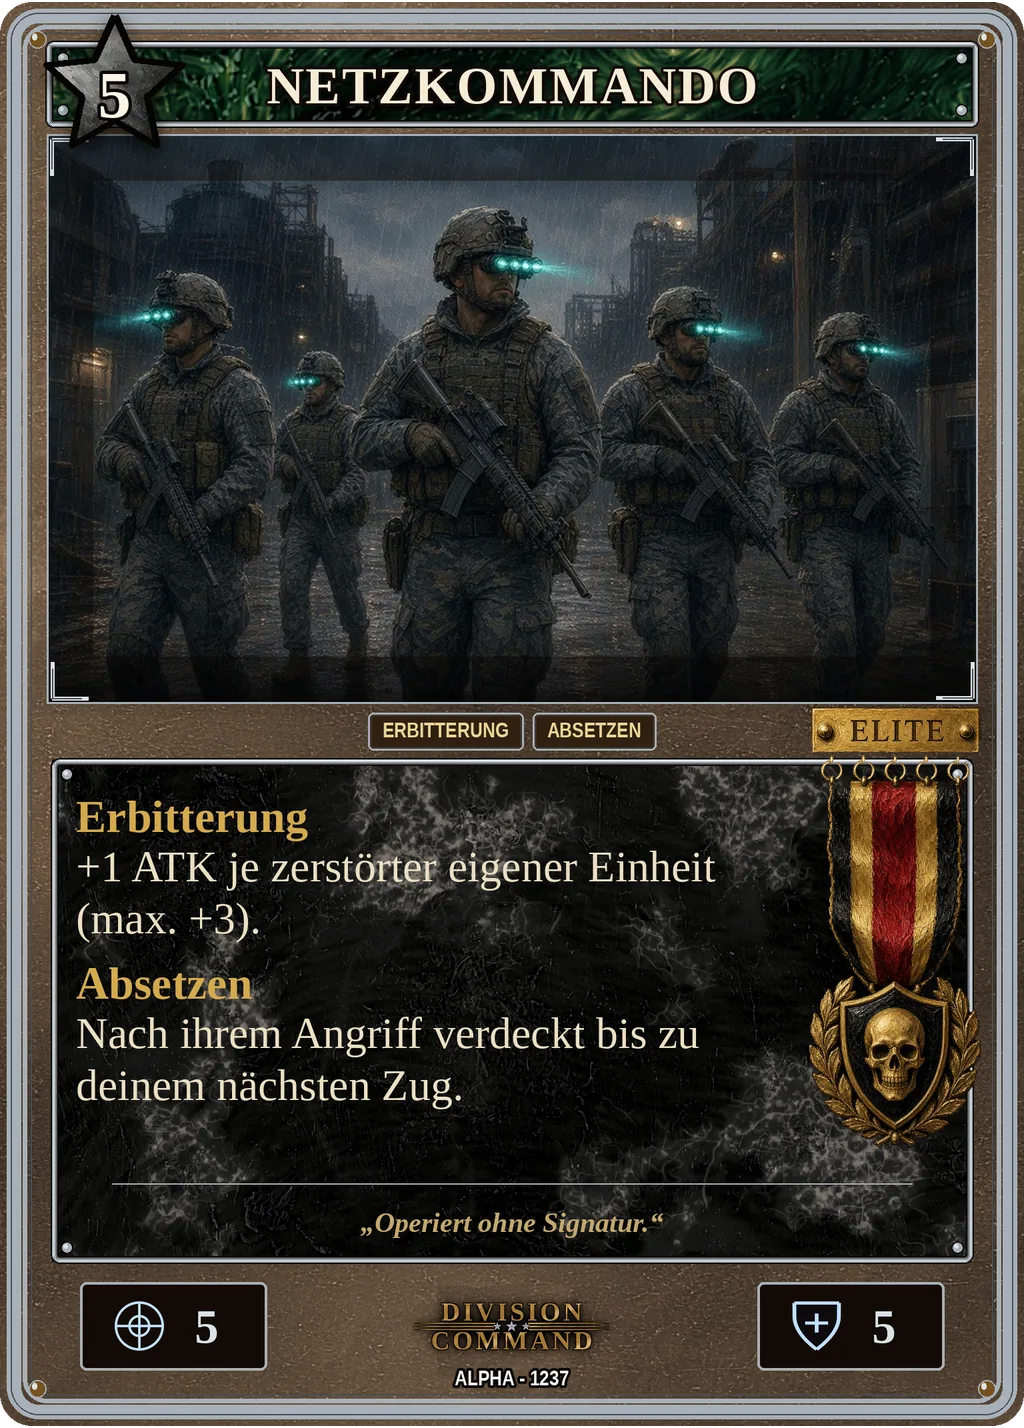 5
NETZKOMMANDO
ERBITTERUNG
ABSETZEN
ELITE
Erbitterung
+1 ATK je zerstörter eigener Einheit
(max. +3).
Absetzen
Nach ihrem Angriff verdeckt bis zu
deinem nächsten Zug.
„Operiert ohne Signatur.“
5
DIVISION
COMMAND
ALPHA - 1237
5